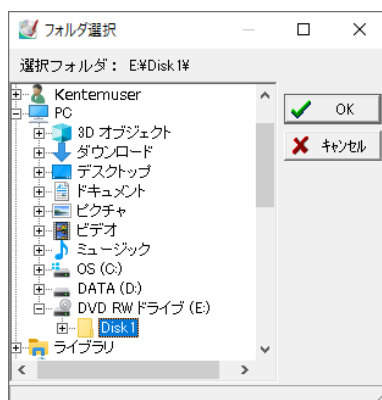 フォルダ選択
選択フォルダ： E:¥Disk1¥
Kentemuser
PC
3D オブジェクト
ダウンロード
デスクトップ
ドキュメント
ピクチャ
ビデオ
ミュージック
OS (C:)
DATA (D:)
DVD RW ドライブ (E:)
Disk1
ライブラリ
OK
キャンセル